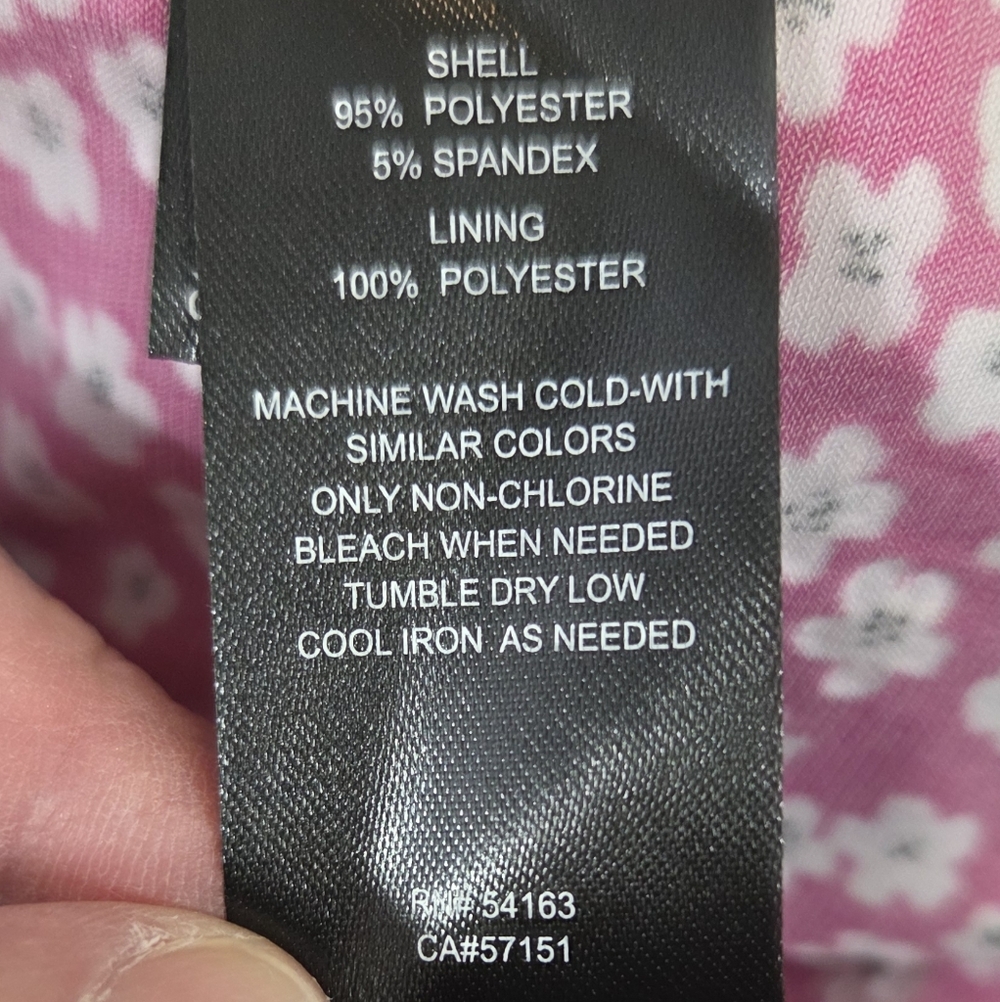 SHELL
95% POLYESTER
5% SPANDEX
LINING
100% POLYESTER
MACHINE WASH COLD-WITH
SIMILAR COLORS
ONLY NON-CHLORINE
BLEACH WHEN NEEDED
TUMBLE DRY LOW
COOL IRON AS NEEDED
RN# 54163
CA#57151